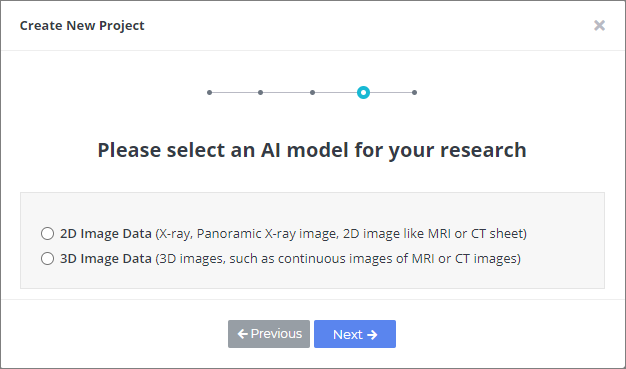 Create New Project
Please select an AI model for your research
2D Image Data (X-ray, Panoramic X-ray image, 2D image like MRI or CT sheet)
3D Image Data (3D images, such as continuous images of MRI or CT images)
Previous
Next